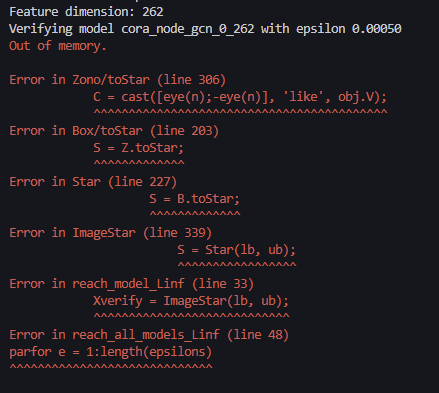 Feature dimension: 262
Verifying model cora_node_gcn_0_262 with epsilon 0.00050
Out of memory.

Error in Zono/toStar (line 306)
            C = cast([eye(n);-eye(n)], 'like', obj.V);
            ^^^^^^^^^^^^^^^^^^^^^^^^^^^^^^^^^^^^^^^^^^
Error in Box/toStar (line 203)
            S = Z.toStar;
            ^^^^^^^^^^^^^
Error in Star (line 227)
                    S = B.toStar;
                    ^^^^^^^^^^^^^
Error in ImageStar (line 339)
                        S = Star(lb, ub);
                        ^^^^^^^^^^^^^^^^^
Error in reach_model_Linf (line 33)
            Xverify = ImageStar(lb, ub);
            ^^^^^^^^^^^^^^^^^^^^^^^^^^^^
Error in reach_all_models_Linf (line 48)
parfor e = 1:length(epsilons)
^^^^^^^^^^^^^^^^^^^^^^^^^^^^^